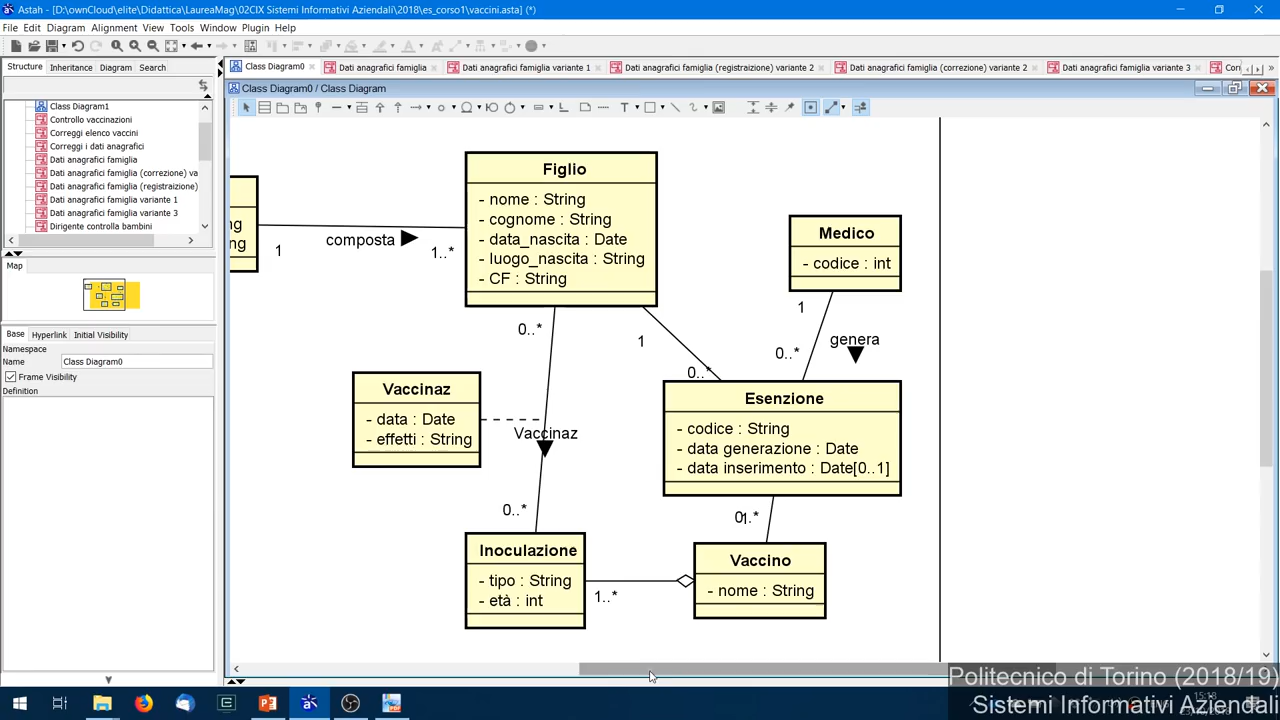 Astah - [D:\ownCloud\elite\Didattica\LaureaMag\02CIX Sistemi Informativi Aziendali\2018\es_corso1\vaccini.asta] (*)
File Edit Diagram Alignment View Tools Window Plugin Help
Structure Inheritance Diagram Search
Class Diagram1
Controllo vaccinazioni
Correggi elenco vaccini
Correggi i dati anagrafici
Dati anagrafici famiglia
Dati anagrafici famiglia (correzione) va
Dati anagrafici famiglia (registraizione)
Dati anagrafici famiglia variante 1
Dati anagrafici famiglia variante 3
Dirigente controlla bambini
Map
Base Hyperlink Initial Visibility
Namespace
Name Class Diagram0
Frame Visibility
Definition
Class Diagram0 Dati anagrafici famiglia Dati anagrafici famiglia variante 1 Dati anagrafici famiglia (registraizione) variante 2 Dati anagrafici famiglia (correzione) variante 2 Dati anagrafici famiglia variante 3 Cor
Class Diagram0 / Class Diagram
ng
ng
1
composta
1..*
Figlio
- nome : String
- cognome : String
- data_nascita : Date
- luogo_nascita : String
- CF : String
Medico
- codice : int
1
0..*
genera
0..*
1
0..*
Vaccinaz
- data : Date
- effetti : String
Vaccinaz
Esenzione
- codice : String
- data generazione : Date
- data inserimento : Date[0..1]
0..*
Inoculazione
- tipo : String
- età : int
1..*
Vaccino
- nome : String
Politecnico di Torino (2018/19)
15:18
Sistemi Informativi Aziendali